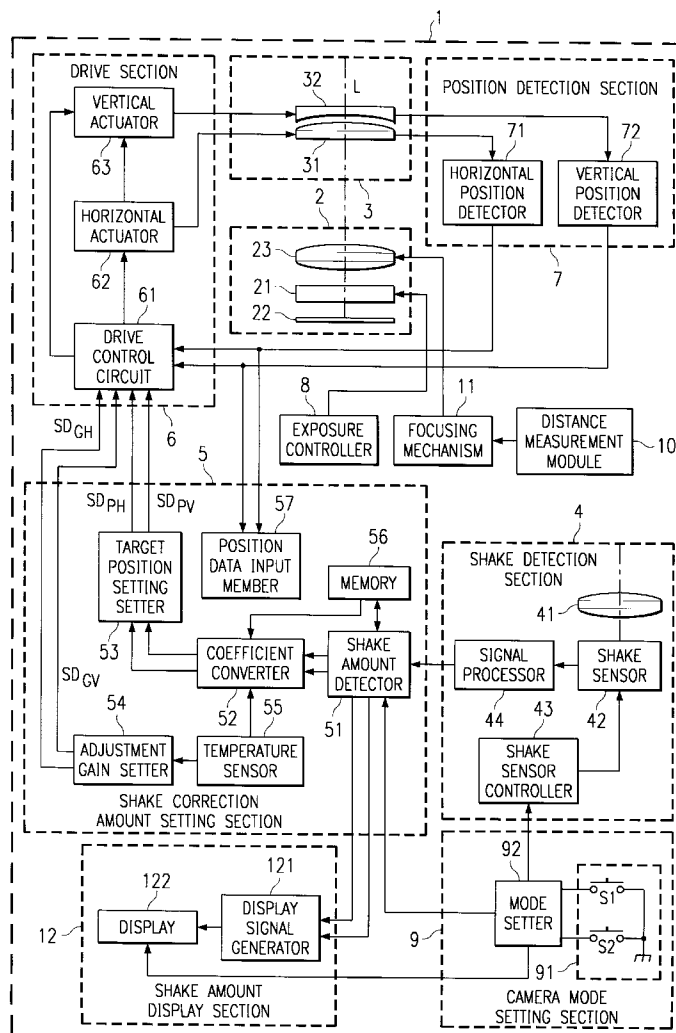 1
DRIVE SECTION
VERTICAL
ACTUATOR
63
HORIZONTAL
ACTUATOR
62
61
DRIVE
CONTROL
CIRCUIT
6
32
L
31
3
2
23
21
22
POSITION DETECTION SECTION
71
72
HORIZONTAL
POSITION
DETECTOR
VERTICAL
POSITION
DETECTOR
7
8
EXPOSURE
CONTROLLER
11
FOCUSING
MECHANISM
DISTANCE
MEASUREMENT
MODULE
10
SDGH
SDPH
SDPV
SDGV
5
TARGET
POSITION
SETTING
SETTER
53
57
POSITION
DATA INPUT
MEMBER
56
MEMORY
COEFFICIENT
CONVERTER
52
SHAKE
AMOUNT
DETECTOR
51
54
ADJUSTMENT
GAIN SETTER
55
TEMPERATURE
SENSOR
SHAKE CORRECTION
AMOUNT SETTING SECTION
4
SHAKE DETECTION
SECTION
41
SIGNAL
PROCESSOR
44
SHAKE
SENSOR
42
43
SHAKE
SENSOR
CONTROLLER
12
122
DISPLAY
121
DISPLAY
SIGNAL
GENERATOR
SHAKE AMOUNT
DISPLAY SECTION
92
MODE
SETTER
9
S1
S2
91
CAMERA MODE
SETTING SECTION